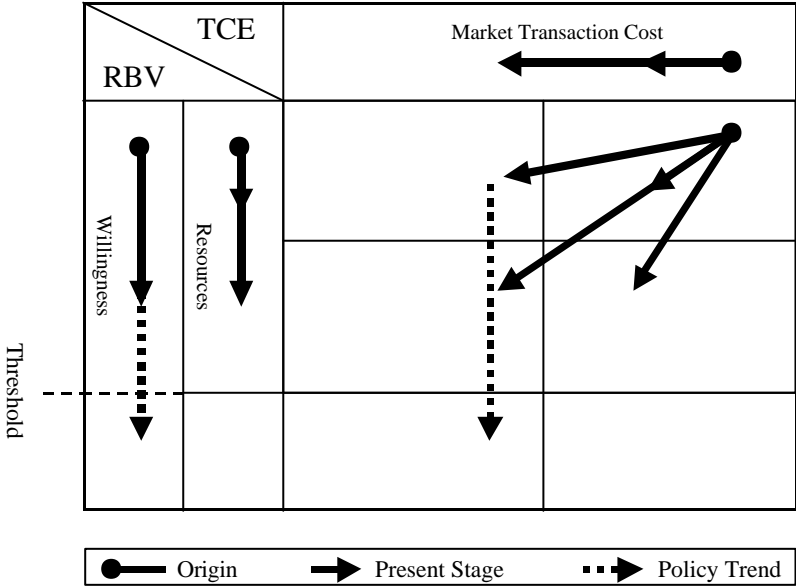 TCE
RBV
Market Transaction Cost
Willingness
Resources
Threshold
Origin
Present Stage
Policy Trend